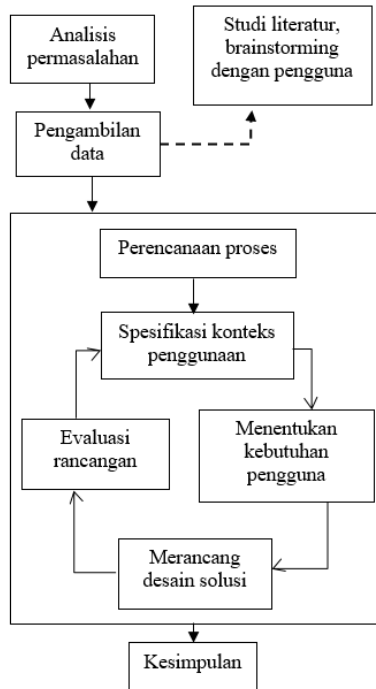 Analisis
permasalahan
Studi literatur,
brainstorming
dengan pengguna
Pengambilan
data
Perencanaan proses
Spesifikasi konteks
penggunaan
Evaluasi
rancangan
Menentukan
kebutuhan
pengguna
Merancang
desain solusi
Kesimpulan